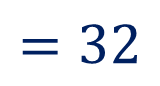 = 32